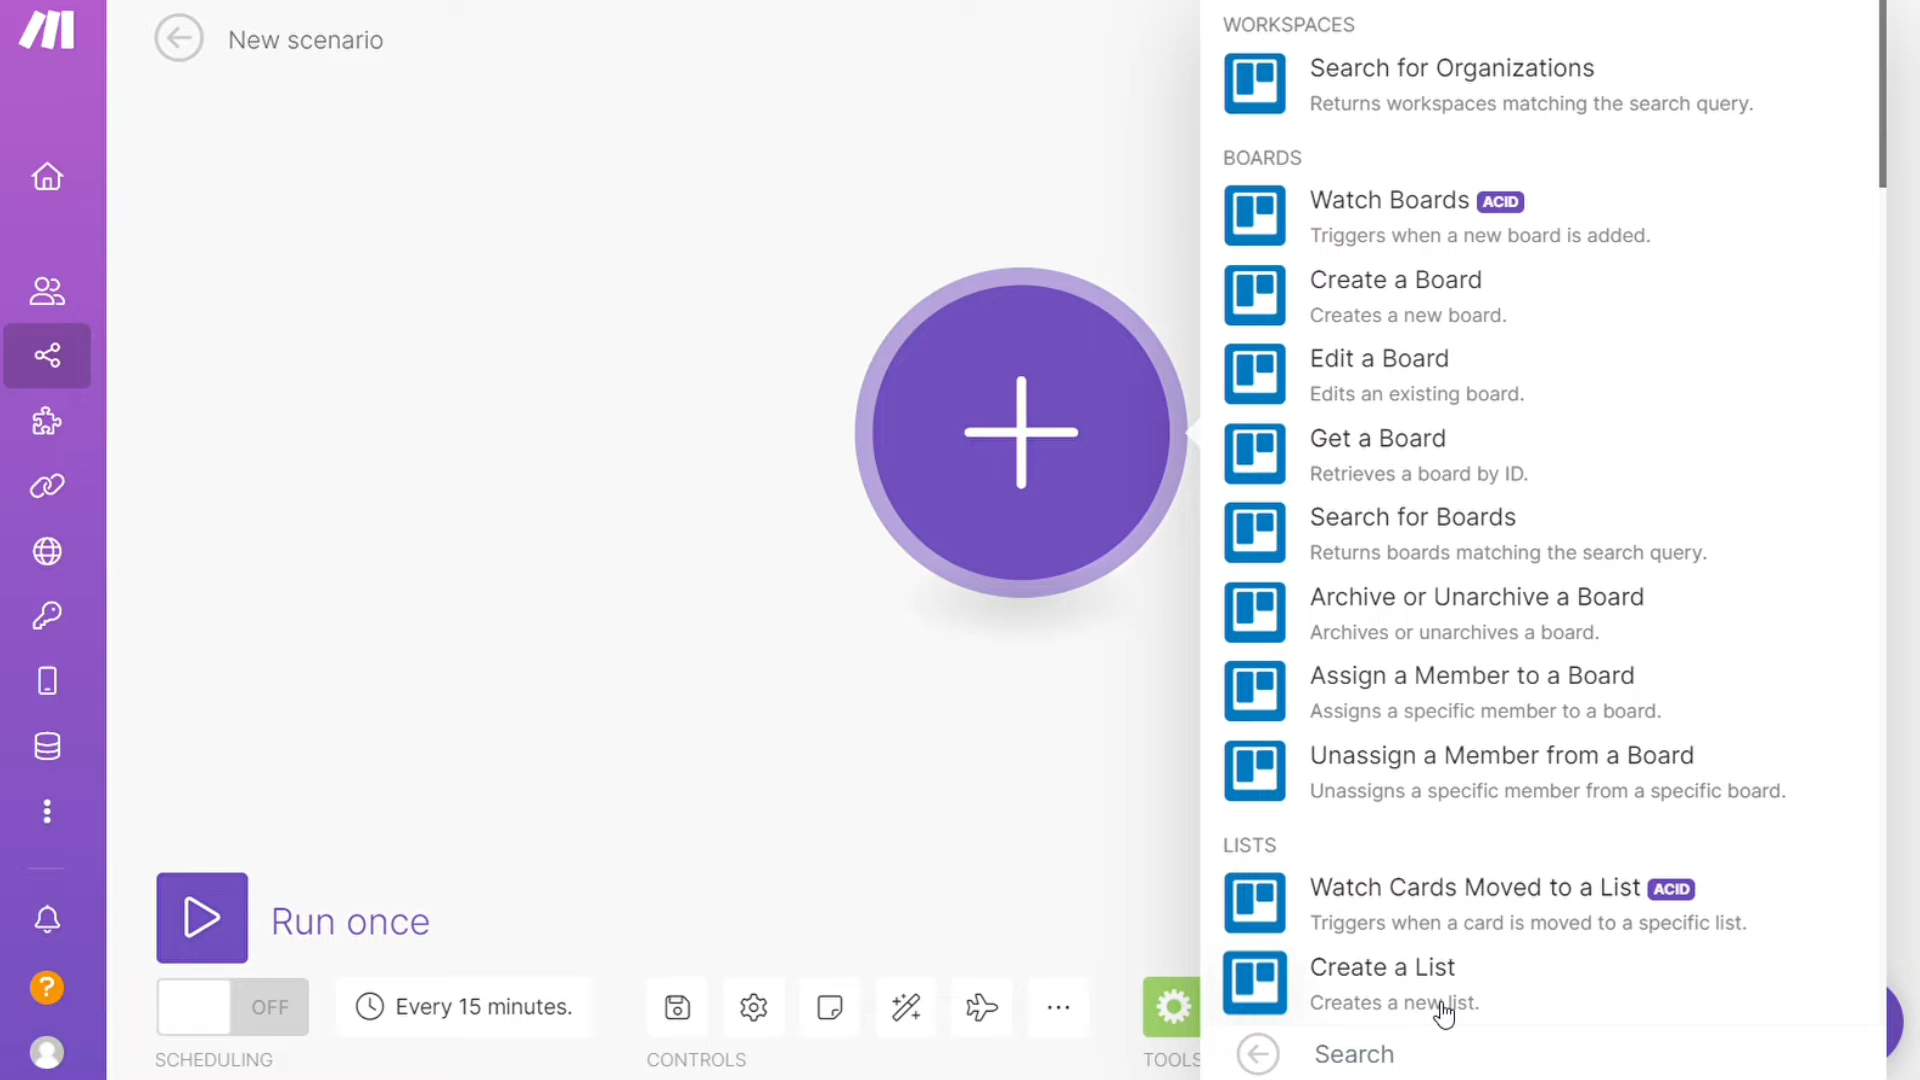 New scenario
WORKSPACES
Search for Organizations
Returns workspaces matching the search query.
BOARDS
Watch Boards ACID
Triggers when a new board is added.
Create a Board
Creates a new board.
Edit a Board
Edits an existing board.
Get a Board
Retrieves a board by ID.
Search for Boards
Returns boards matching the search query.
Archive or Unarchive a Board
Archives or unarchives a board.
Assign a Member to a Board
Assigns a specific member to a board.
Unassign a Member from a Board
Unassigns a specific member from a specific board.
LISTS
Watch Cards Moved to a List ACID
Triggers when a card is moved to a specific list.
Create a List
Creates a new list.
Search
Run once
OFF
Every 15 minutes.
?
SCHEDULING
CONTROLS
TOOLS